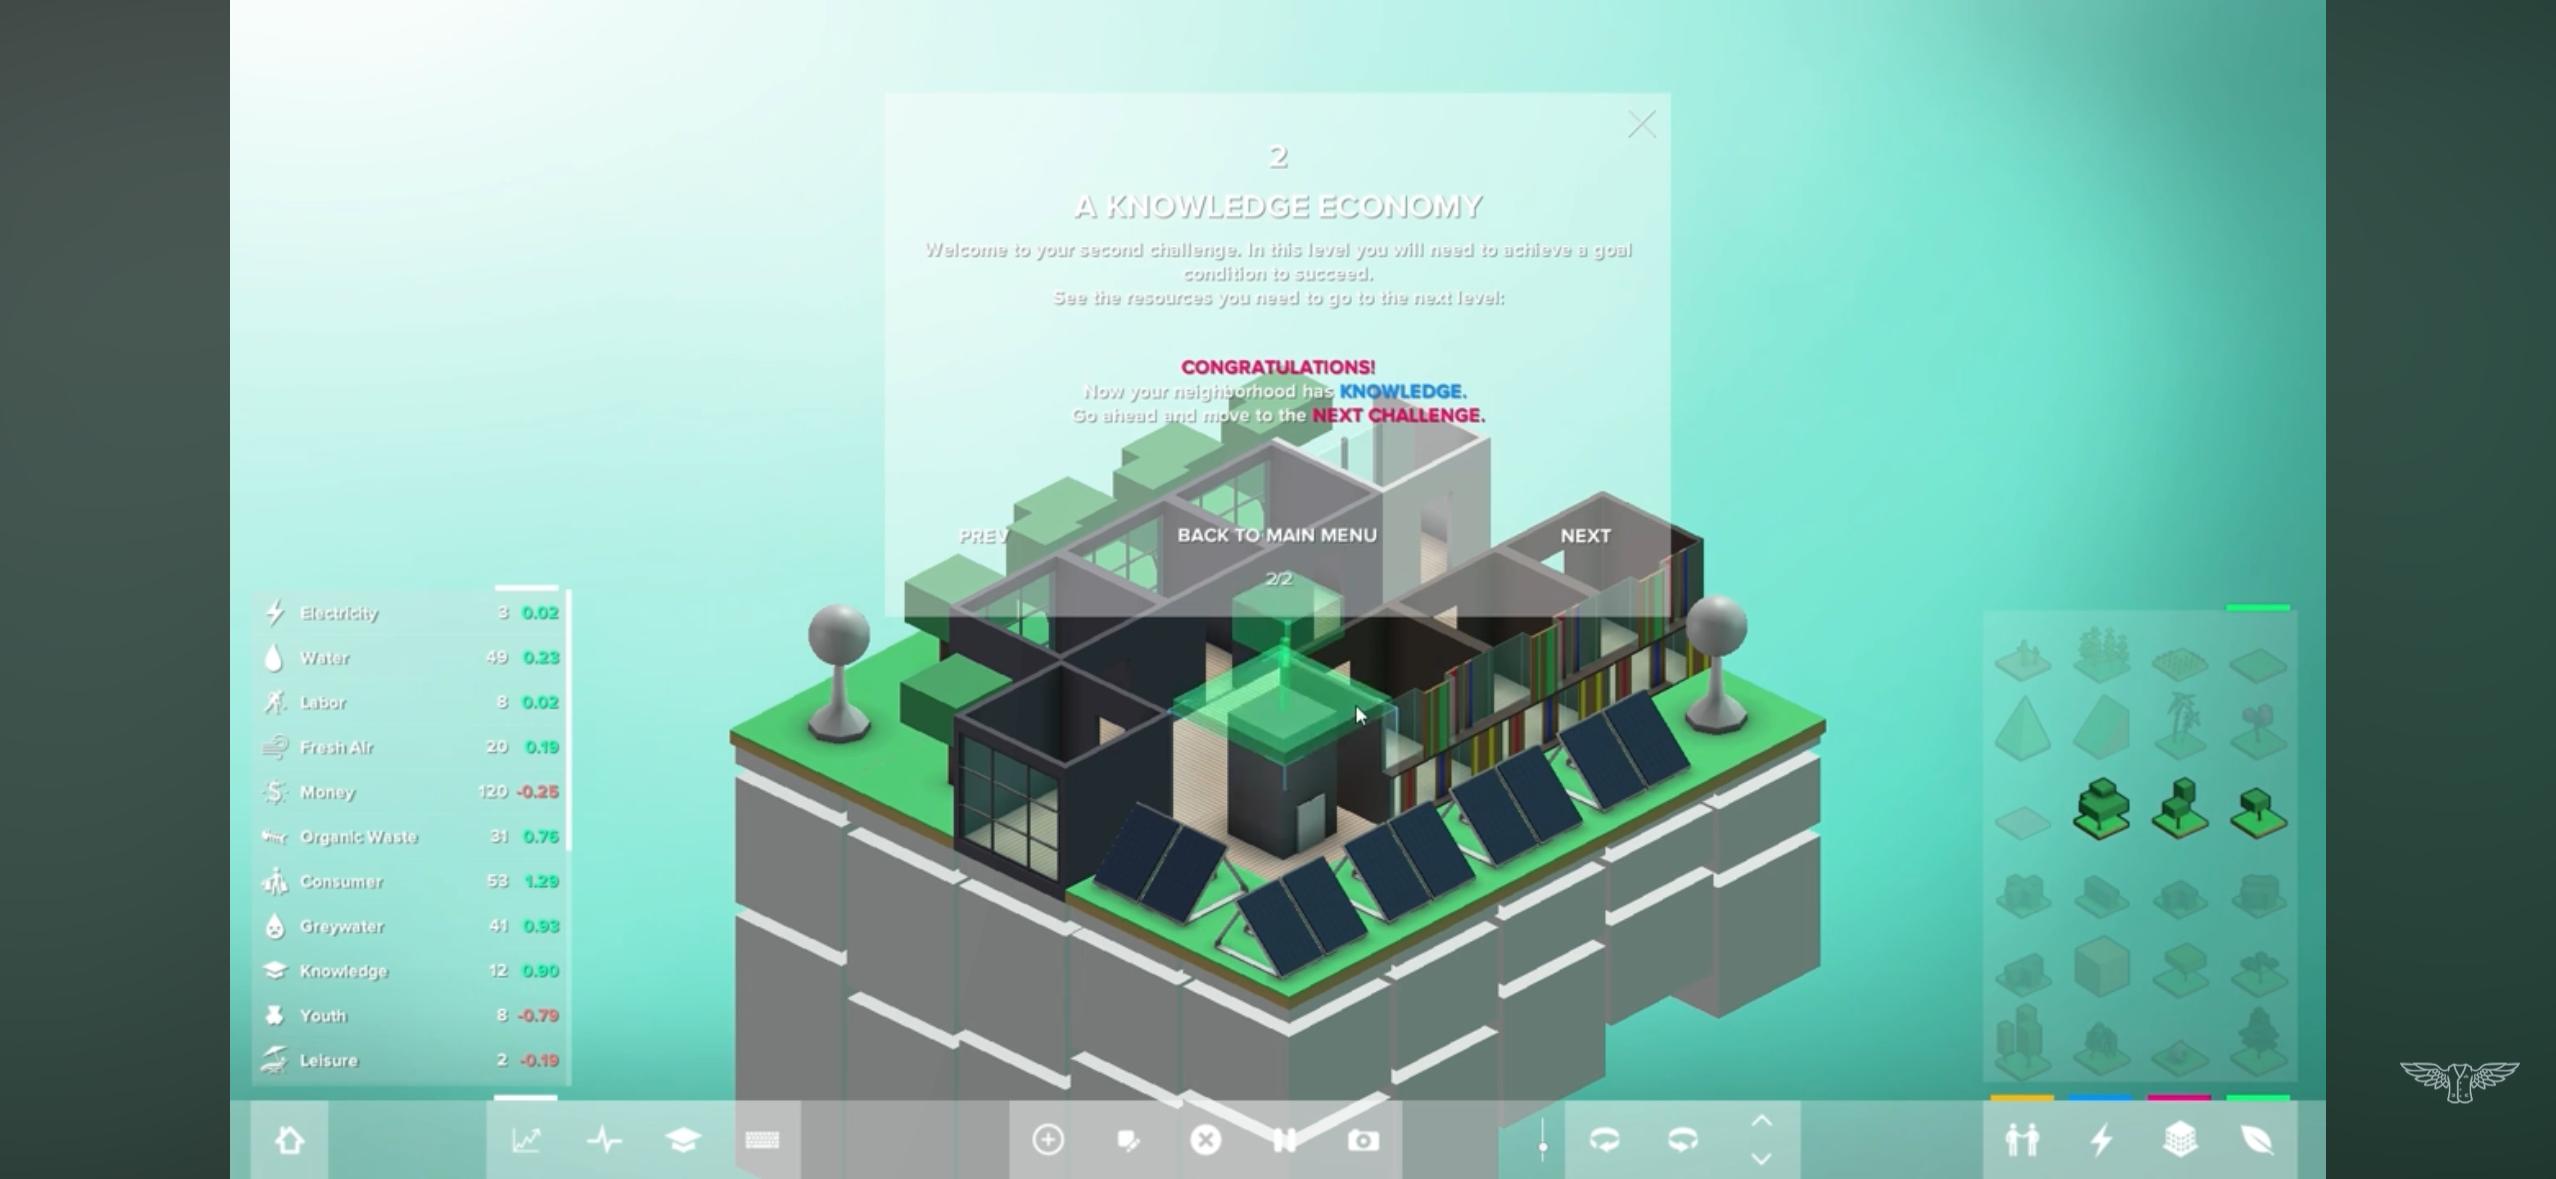 2
A KNOWLEDGE ECONOMY
Welcome to your second challenge. In this level you will need to achieve a goal
condition to succeed.
See the resources you need to go to the next level:
CONGRATULATIONS!
Now your neighborhood has KNOWLEDGE.
Go ahead and move to the NEXT CHALLENGE.
PREV BACK TO MAIN MENU NEXT
2/2
Electricity 3 0.02
Water 49 0.23
Labor 8 0.02
Fresh Air 20 0.19
Money 120 -0.25
Organic Waste 31 0.76
Consumer 53 1.29
Greywater 41 0.93
Knowledge 12 0.90
Youth 8 -0.79
Leisure 2 -0.19